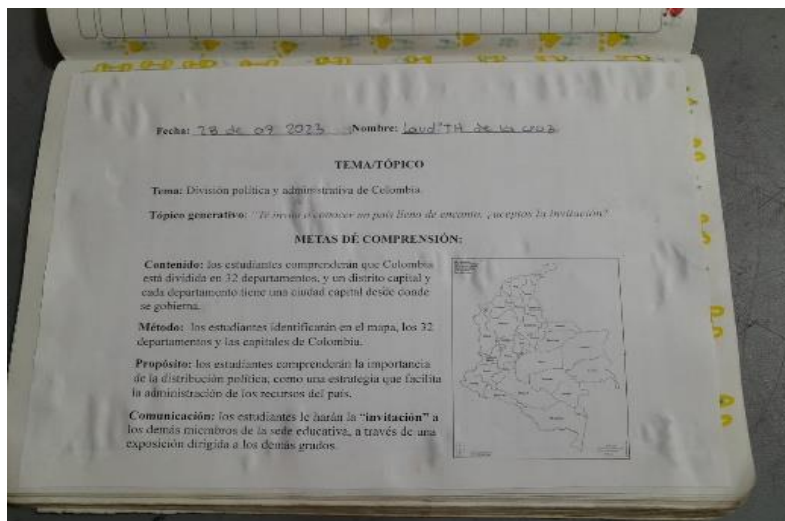 Fecha: 28 de 09 2023 Nombre: Laudith de la cruz
TEMA/TÓPICO
Tema: División política y administrativa de Colombia.
Tópico generativo: "Te invito a conocer un país lleno de encanto, ¿aceptas la invitación?
METAS DE COMPRENSIÓN:
Contenido: los estudiantes comprenderán que Colombia
está dividida en 32 departamentos, y un distrito capital y
cada departamento tiene una ciudad capital desde donde
se gobierna.
Método: los estudiantes identificarán en el mapa, los 32
departamentos y las capitales de Colombia.
Propósito: los estudiantes comprenderán la importancia
de la distribución política, como una estrategia que facilita
la administración de los recursos del país.
Comunicación: los estudiantes le harán la "invitación" a
los demás miembros de la sede educativa, a través de una
exposición dirigida a los demás grados.